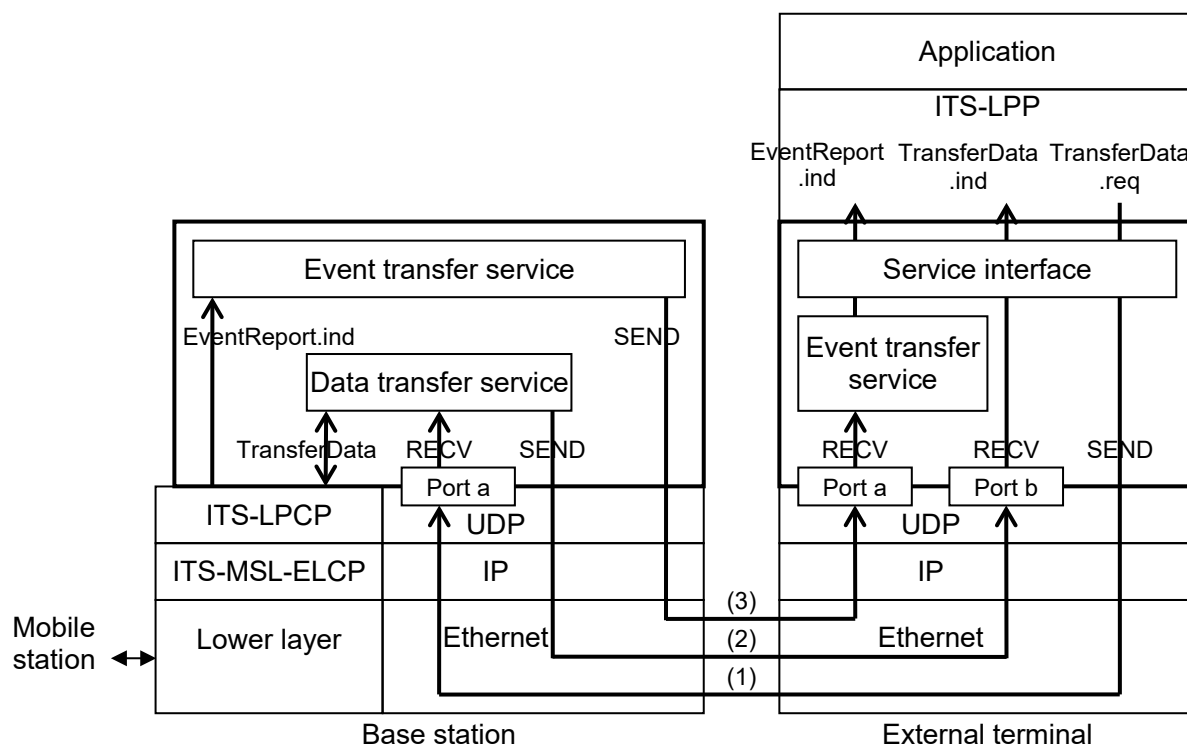 Application
ITS-LPP
EventReport
.ind
TransferData
.ind
TransferData
.req
Event transfer service
Service interface
EventReport.ind
SEND
Event transfer
service
Data transfer service
TransferData
RECV
SEND
RECV
RECV
SEND
Port a
Port a
Port b
ITS-LPCP
UDP
UDP
ITS-MSL-ELCP
IP
IP
(3)
Mobile
station
Lower layer
Ethernet
(2)
Ethernet
(1)
Base station
External terminal